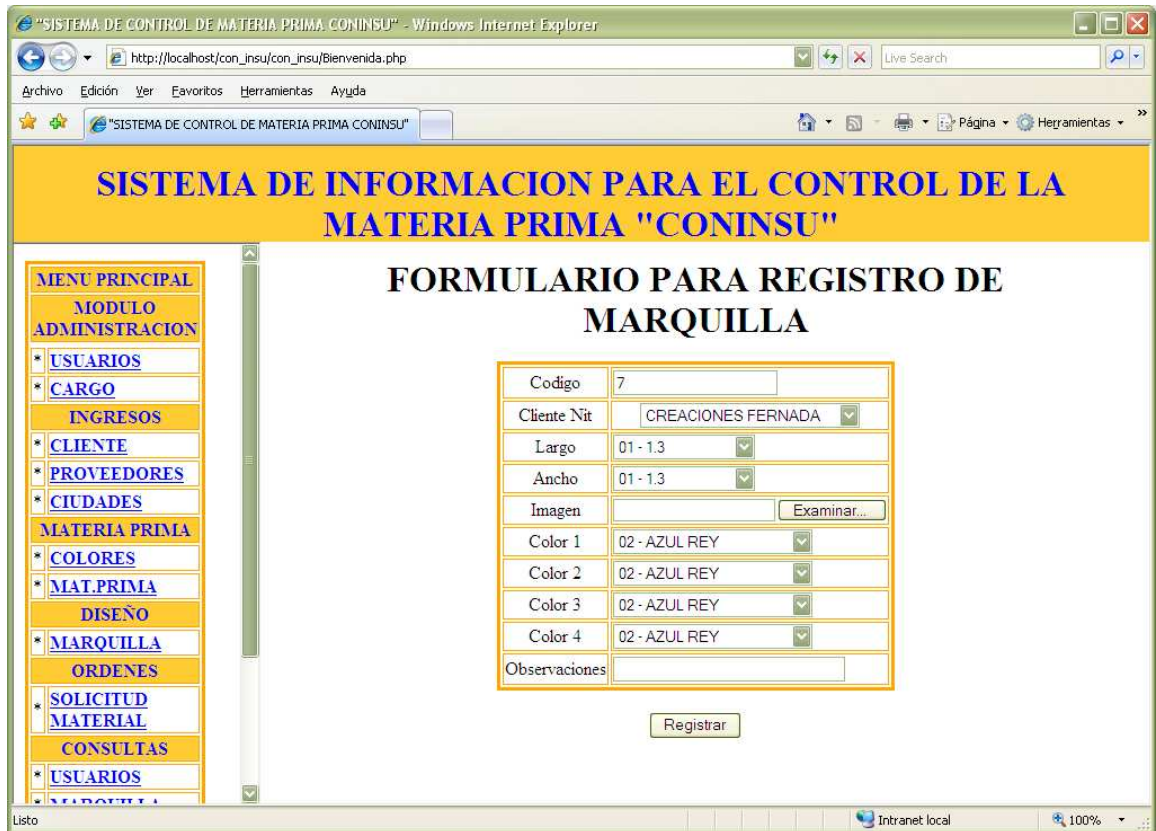 "SISTEMA DE CONTROL DE MATERIA PRIMA CONINSU" - Windows Internet Explorer
http://localhost/con_insu/con_insu/Bienvenida.php
Live Search
Archivo Edición Ver Favoritos Herramientas Ayuda
"SISTEMA DE CONTROL DE MATERIA PRIMA CONINSU"
Página Herramientas »
SISTEMA DE INFORMACION PARA EL CONTROL DE LA
MATERIA PRIMA "CONINSU"
MENU PRINCIPAL
MODULO
ADMINISTRACION
* USUARIOS
* CARGO
INGRESOS
* CLIENTE
* PROVEEDORES
* CIUDADES
MATERIA PRIMA
* COLORES
* MAT.PRIMA
DISEÑO
* MARQUILLA
ORDENES
* SOLICITUD
MATERIAL
CONSULTAS
* USUARIOS
* MARQUILLA
FORMULARIO PARA REGISTRO DE
MARQUILLA
Codigo 7
Cliente Nit CREACIONES FERNADA
Largo 01 - 1.3
Ancho 01 - 1.3
Imagen Examinar...
Color 1 02 - AZUL REY
Color 2 02 - AZUL REY
Color 3 02 - AZUL REY
Color 4 02 - AZUL REY
Observaciones
Registrar
Listo Intranet local 100%